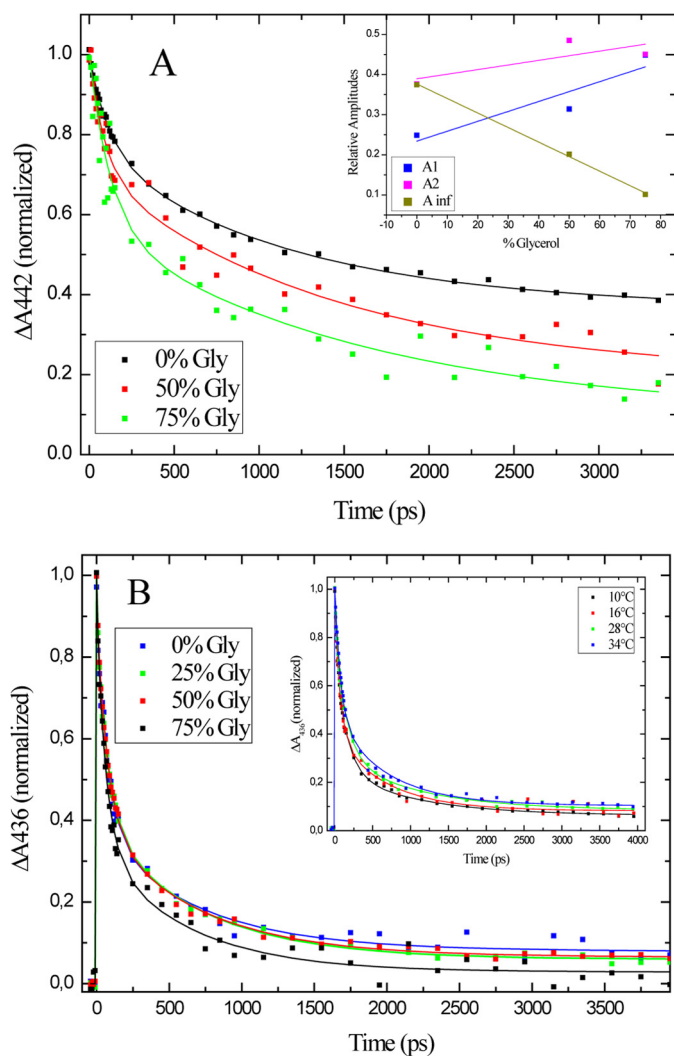 A
1.0
0.8
0.6
0.4
0.2
0.0
ΔA442 (normalized)
0% Gly
50% Gly
75% Gly
0 500 1000 1500 2000 2500 3000
Time (ps)
0.5
0.4
0.3
0.2
0.1
Relative Amplitudes
A1
A2
A inf
-10 0 10 20 30 40 50 60 70 80
% Glycerol
B
1,0
0,8
0,6
0,4
0,2
0,0
ΔA436 (normalized)
0% Gly
25% Gly
50% Gly
75% Gly
0 500 1000 1500 2000 2500 3000 3500
Time (ps)
1,0
0,8
0,6
0,4
0,2
0,0
ΔA436 (normalized)
10°C
16°C
28°C
34°C
0 500 1000 1500 2000 2500 3000 3500 4000
Time (ps)